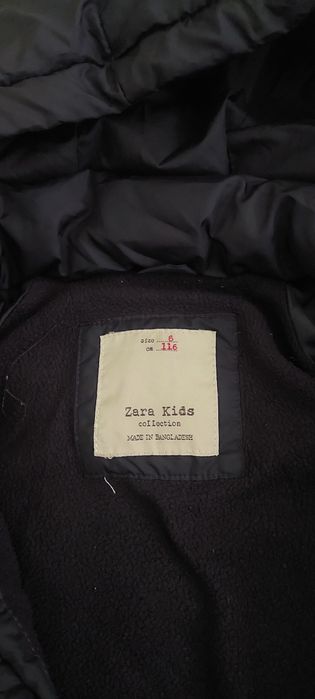 size 6
cm 116
Zara Kids
collection
MADE IN BANGLADESH